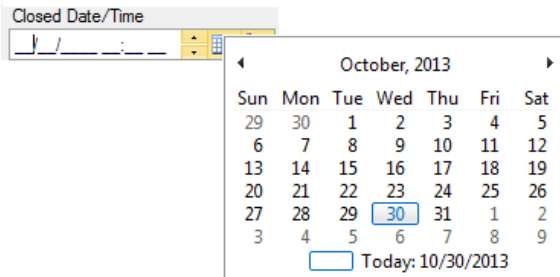 Closed Date/Time
__/__/____ __:__ __
October, 2013
Sun Mon Tue Wed Thu Fri Sat
29 30 1 2 3 4 5
6 7 8 9 10 11 12
13 14 15 16 17 18 19
20 21 22 23 24 25 26
27 28 29 30 31 1 2
3 4 5 6 7 8 9
Today: 10/30/2013